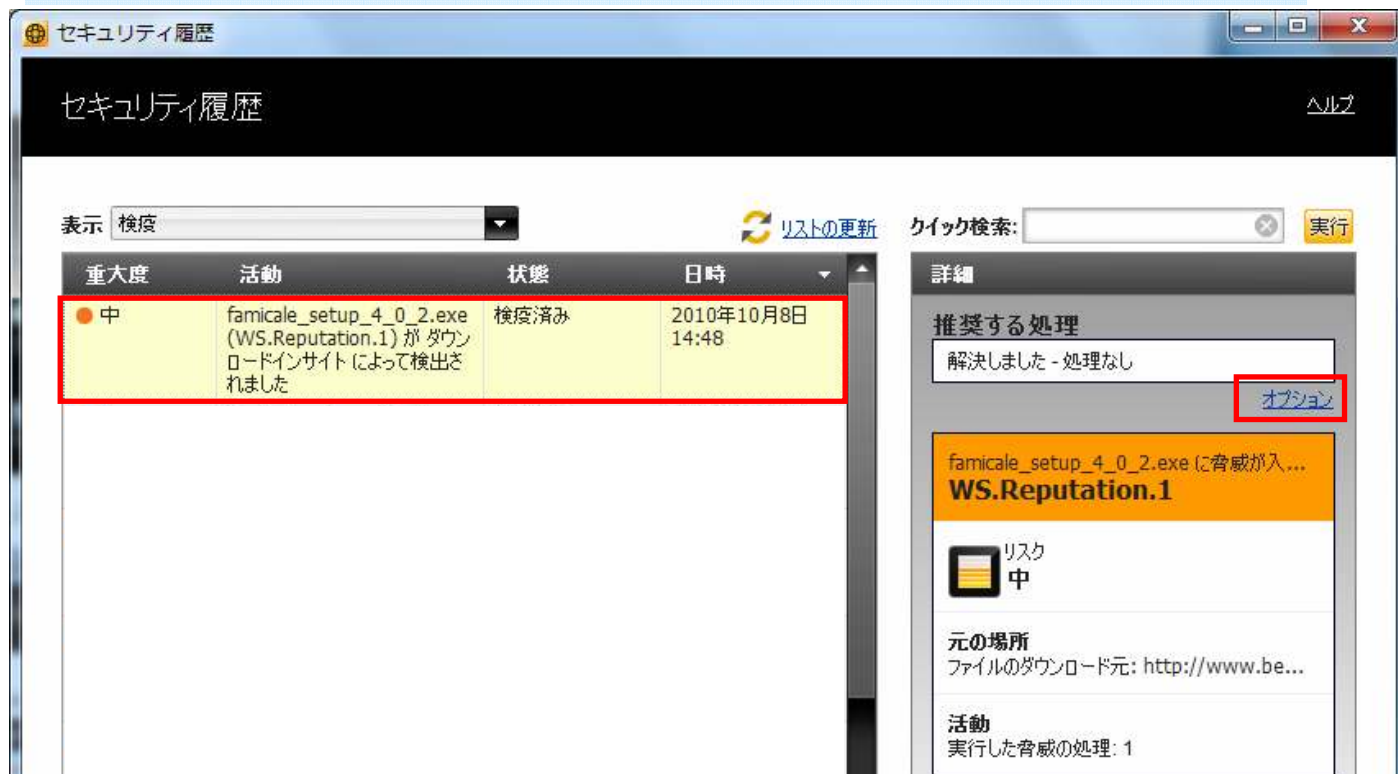 セキュリティ履歴
セキュリティ履歴
ヘルプ
表示 検疫
リストの更新
クイック検索:
実行
重大度 活動 状態 日時
中 famicale_setup_4_0_2.exe 検疫済み 2010年10月8日
(WS.Reputation.1) が ダウン 14:48
ロードインサイト によって検出さ
れました
詳細
推奨する処理
解決しました - 処理なし
オプション
famicale_setup_4_0_2.exe に脅威が入...
WS.Reputation.1
リスク
中
元の場所
ファイルのダウンロード元: http://www.be...
活動
実行した脅威の処理: 1